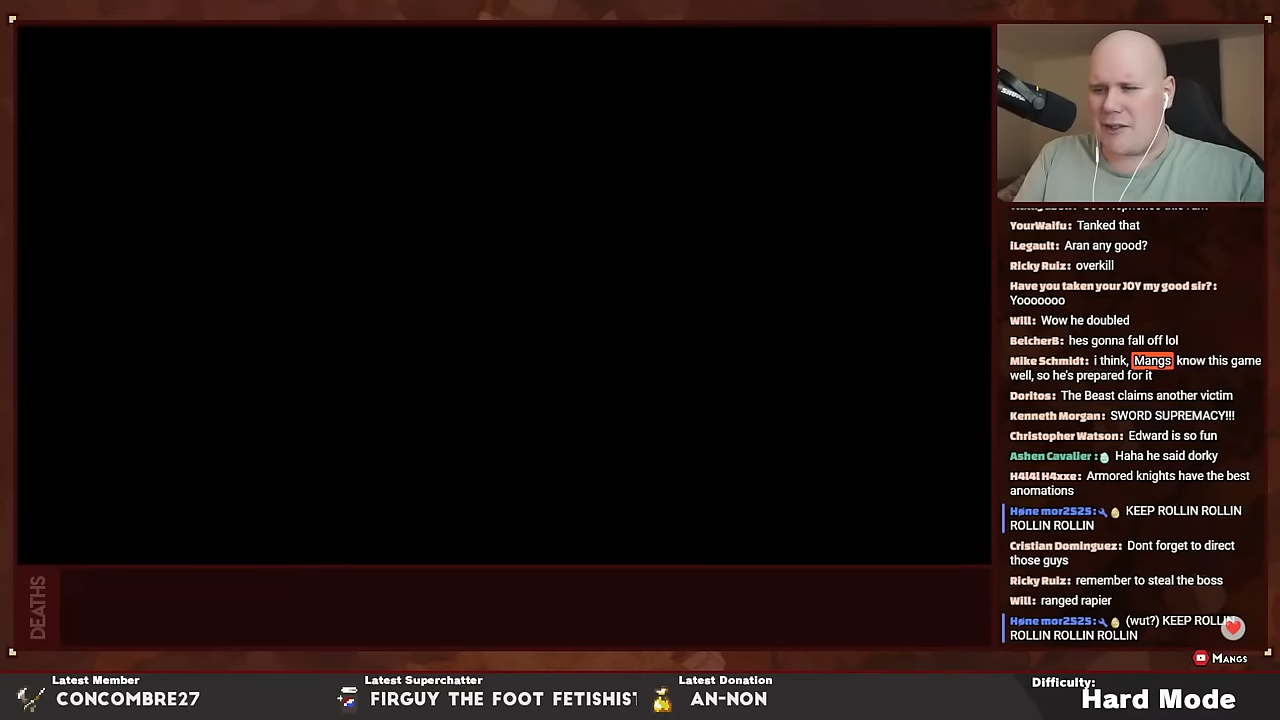 SHURE
YourWaifu: Tanked that
iLegault: Aran any good?
Ricky Ruiz: overkill
Have you taken your JOY my good sir?:
Yooooooo
Will: Wow he doubled
BelcherB: hes gonna fall off lol
Mike Schmidt: i think, Mangs know this game
well, so he's prepared for it
Doritos: The Beast claims another victim
Kenneth Morgan: SWORD SUPREMACY!!!
Christopher Watson: Edward is so fun
Ashen Cavalier: Haha he said dorky
H4l4l H4xxe: Armored knights have the best
anomations
Høne mor2525: KEEP ROLLIN ROLLIN
ROLLIN ROLLIN
Cristian Dominguez: Dont forget to direct
those guys
Ricky Ruiz: remember to steal the boss
Will: ranged rapier
Høne mor2525: (wut?) KEEP ROLLIN
ROLLIN ROLLIN ROLLIN
DEATHS
Mangs
Latest Member
CONCOMBRE27
Latest Superchatter
FIRGUY THE FOOT FETISHIST
Latest Donation
AN-NON
Difficulty:
Hard Mode